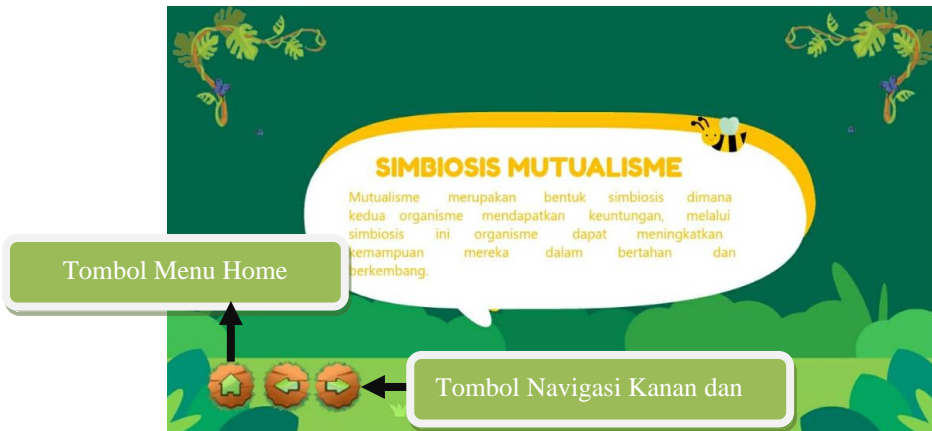 SIMBIOSIS MUTUALISME
Mutualisme merupakan bentuk simbiosis dimana
kedua organisme mendapatkan keuntungan, melalui
simbiosis ini organisme dapat meningkatkan
kemampuan mereka dalam bertahan dan
berkembang.
Tombol Menu Home
Tombol Navigasi Kanan dan